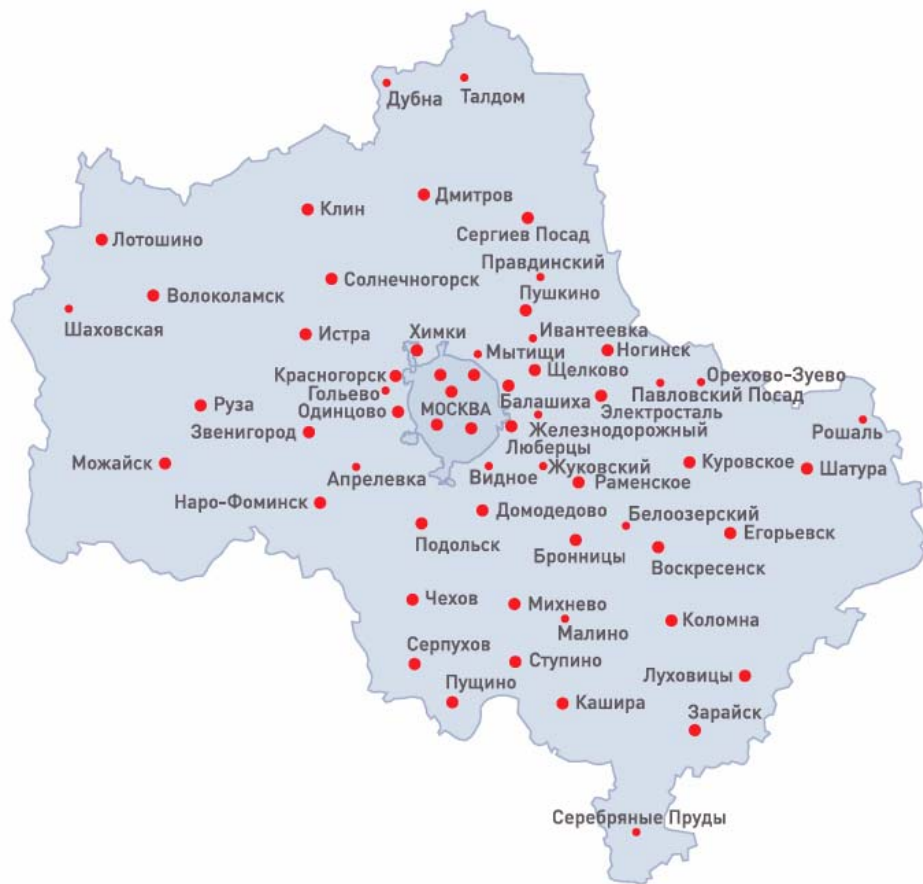 Дубна
Талдом
Клин
Дмитров
Сергиев Посад
Лотошино
Правдинский
Солнечногорск
Волоколамск
Пушкино
Шаховская
Истра
Химки
Ивантеевка
Мытищи
Ногинск
Щелково
Красногорск
Орехово-Зуево
Гольево
Павловский Посад
Руза
Одинцово
МОСКВА
Балашиха
Электросталь
Звенигород
Железнодорожный
Рошаль
Люберцы
Можайск
Апрелевка
Видное
Жуковский
Куровское
Шатура
Раменское
Наро-Фоминск
Домодедово
Белоозерский
Подольск
Бронницы
Егорьевск
Воскресенск
Чехов
Михнево
Малино
Коломна
Серпухов
Ступино
Луховицы
Пущино
Кашира
Зарайск
Серебряные Пруды